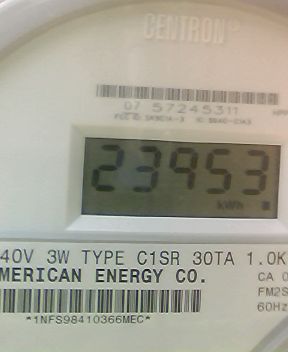 CENTRON®
07 57245311
23953
kWh
40V 3W TYPE C1SR 30TA 1.0K
MERICAN ENERGY CO.
CA 0
FM2S
60Hz
*1NFS98410366MEC*